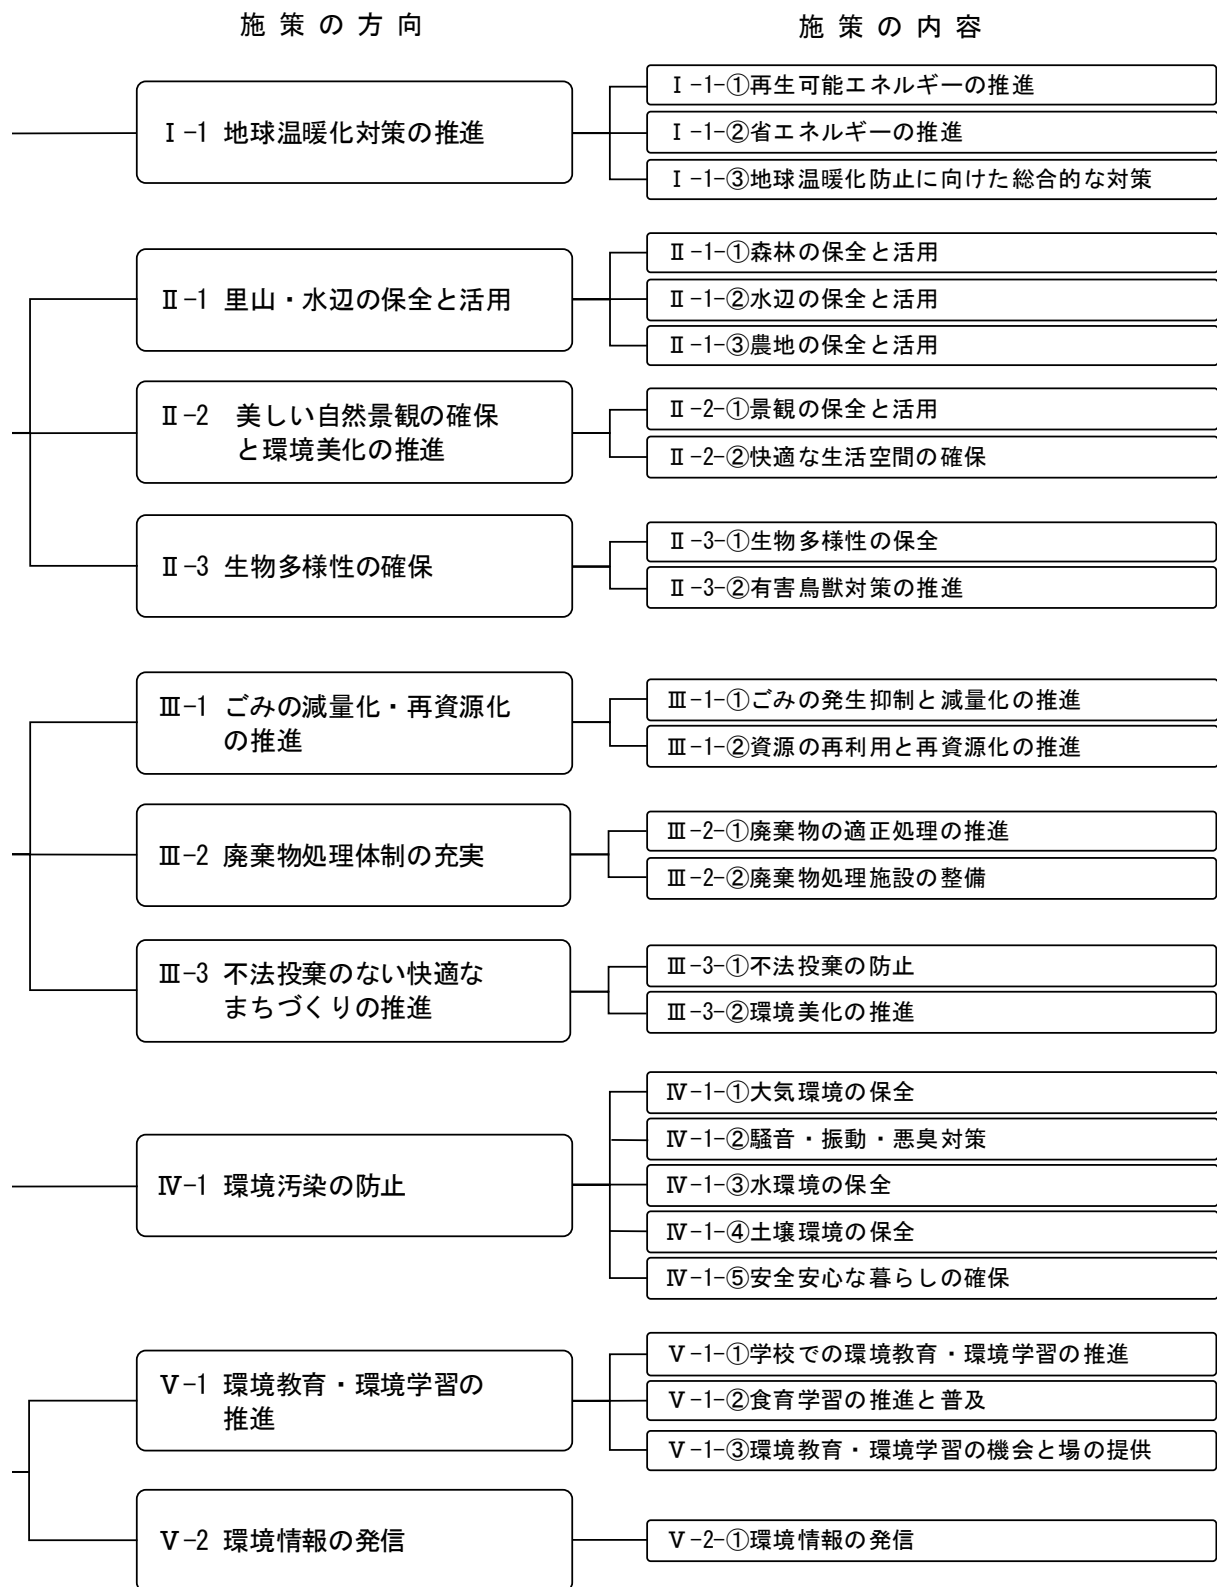 施策の方向
施策の内容
Ⅰ-1 地球温暖化対策の推進
Ⅰ-1-①再生可能エネルギーの推進
Ⅰ-1-②省エネルギーの推進
Ⅰ-1-③地球温暖化防止に向けた総合的な対策
Ⅱ-1 里山・水辺の保全と活用
Ⅱ-1-①森林の保全と活用
Ⅱ-1-②水辺の保全と活用
Ⅱ-1-③農地の保全と活用
Ⅱ-2 美しい自然景観の確保
と環境美化の推進
Ⅱ-2-①景観の保全と活用
Ⅱ-2-②快適な生活空間の確保
Ⅱ-3 生物多様性の確保
Ⅱ-3-①生物多様性の保全
Ⅱ-3-②有害鳥獣対策の推進
Ⅲ-1 ごみの減量化・再資源化
の推進
Ⅲ-1-①ごみの発生抑制と減量化の推進
Ⅲ-1-②資源の再利用と再資源化の推進
Ⅲ-2 廃棄物処理体制の充実
Ⅲ-2-①廃棄物の適正処理の推進
Ⅲ-2-②廃棄物処理施設の整備
Ⅲ-3 不法投棄のない快適な
まちづくりの推進
Ⅲ-3-①不法投棄の防止
Ⅲ-3-②環境美化の推進
Ⅳ-1 環境汚染の防止
Ⅳ-1-①大気環境の保全
Ⅳ-1-②騒音・振動・悪臭対策
Ⅳ-1-③水環境の保全
Ⅳ-1-④土壌環境の保全
Ⅳ-1-⑤安全安心な暮らしの確保
Ⅴ-1 環境教育・環境学習の
推進
Ⅴ-1-①学校での環境教育・環境学習の推進
Ⅴ-1-②食育学習の推進と普及
Ⅴ-1-③環境教育・環境学習の機会と場の提供
Ⅴ-2 環境情報の発信
Ⅴ-2-①環境情報の発信